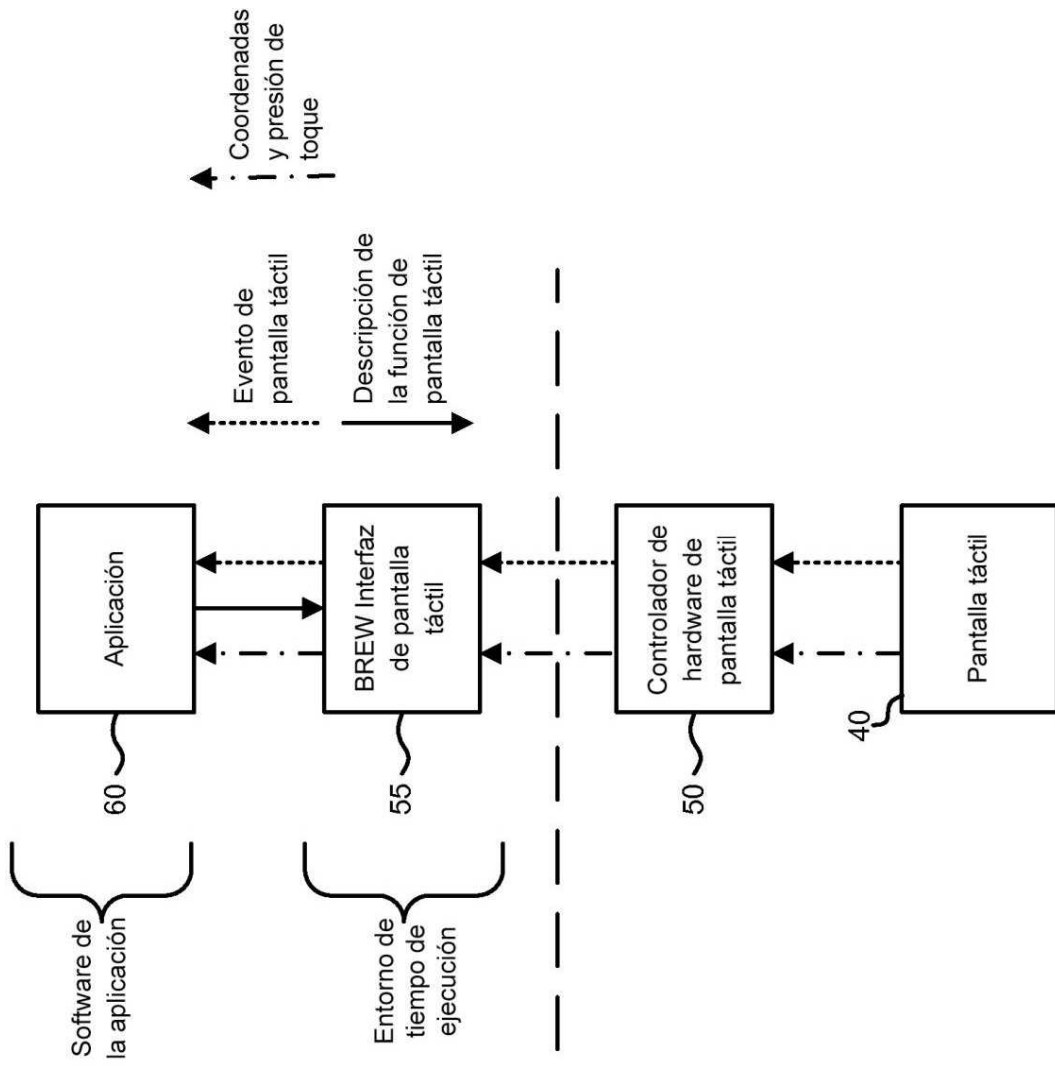 Software de
la aplicación
60
Aplicación
Coordenadas
y presión de
toque
Evento de
pantalla táctil
Descripción de
la función de
pantalla táctil
Entorno de
tiempo de
ejecución
55
BREW Interfaz
de pantalla
táctil
50
Controlador de
hardware de
pantalla táctil
40
Pantalla táctil